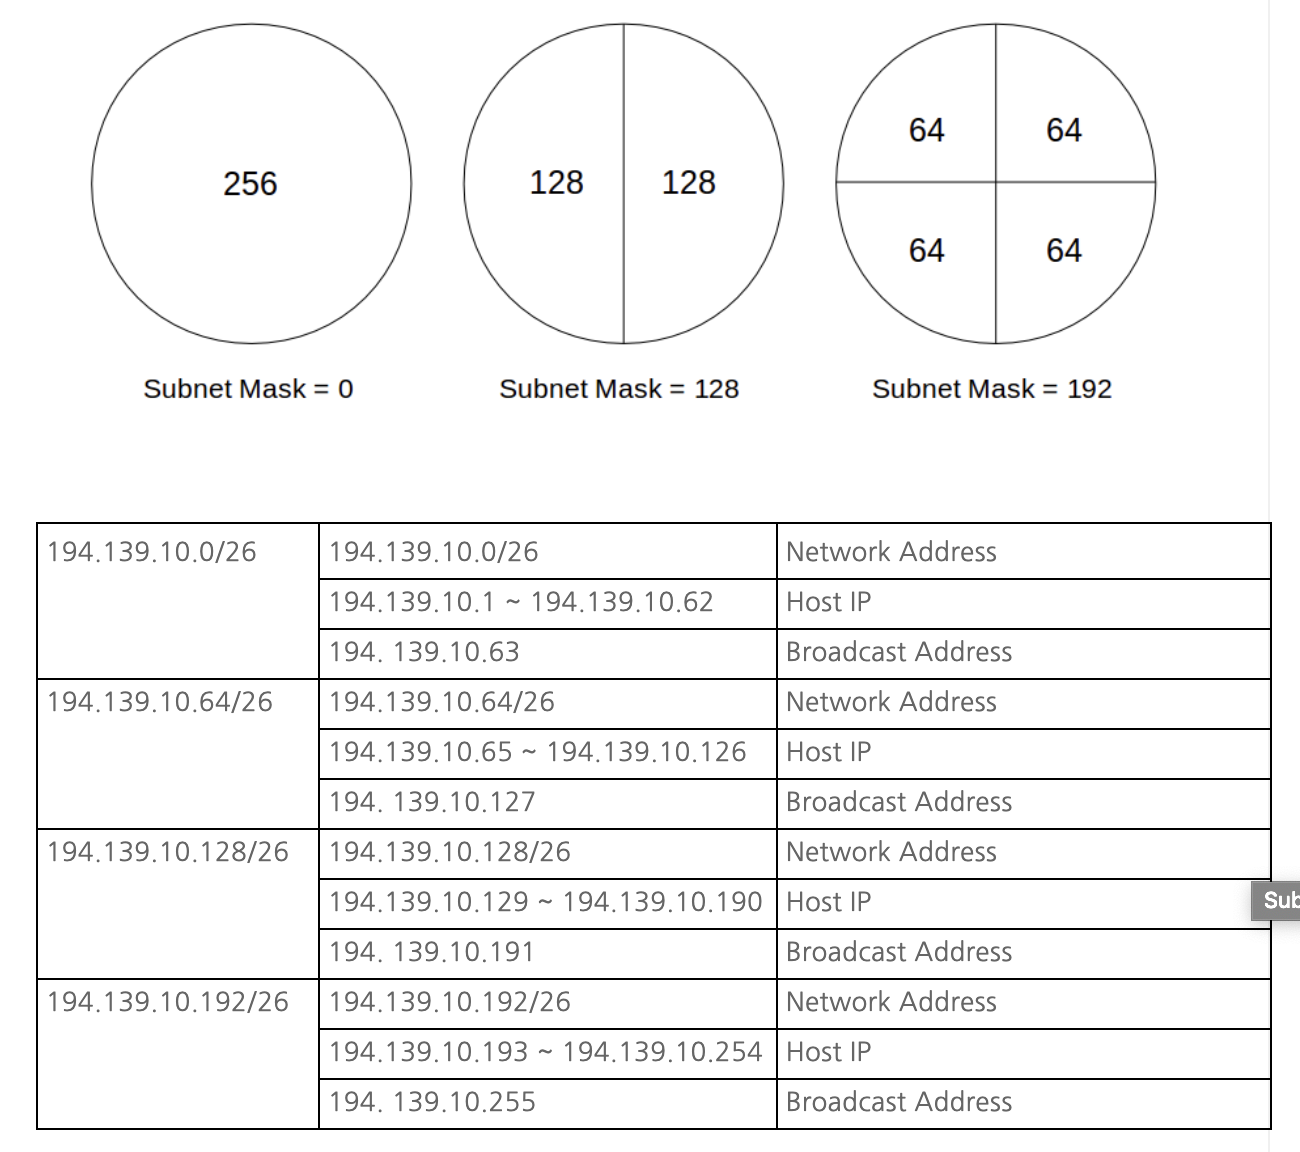 256
128 128
64 64
64 64
Subnet Mask = 0
Subnet Mask = 128
Subnet Mask = 192
194.139.10.0/26 194.139.10.0/26 Network Address
194.139.10.1 ~ 194.139.10.62 Host IP
194. 139.10.63 Broadcast Address
194.139.10.64/26 194.139.10.64/26 Network Address
194.139.10.65 ~ 194.139.10.126 Host IP
194. 139.10.127 Broadcast Address
194.139.10.128/26 194.139.10.128/26 Network Address
194.139.10.129 ~ 194.139.10.190 Host IP
Sub
194. 139.10.191 Broadcast Address
194.139.10.192/26 194.139.10.192/26 Network Address
194.139.10.193 ~ 194.139.10.254 Host IP
194. 139.10.255 Broadcast Address